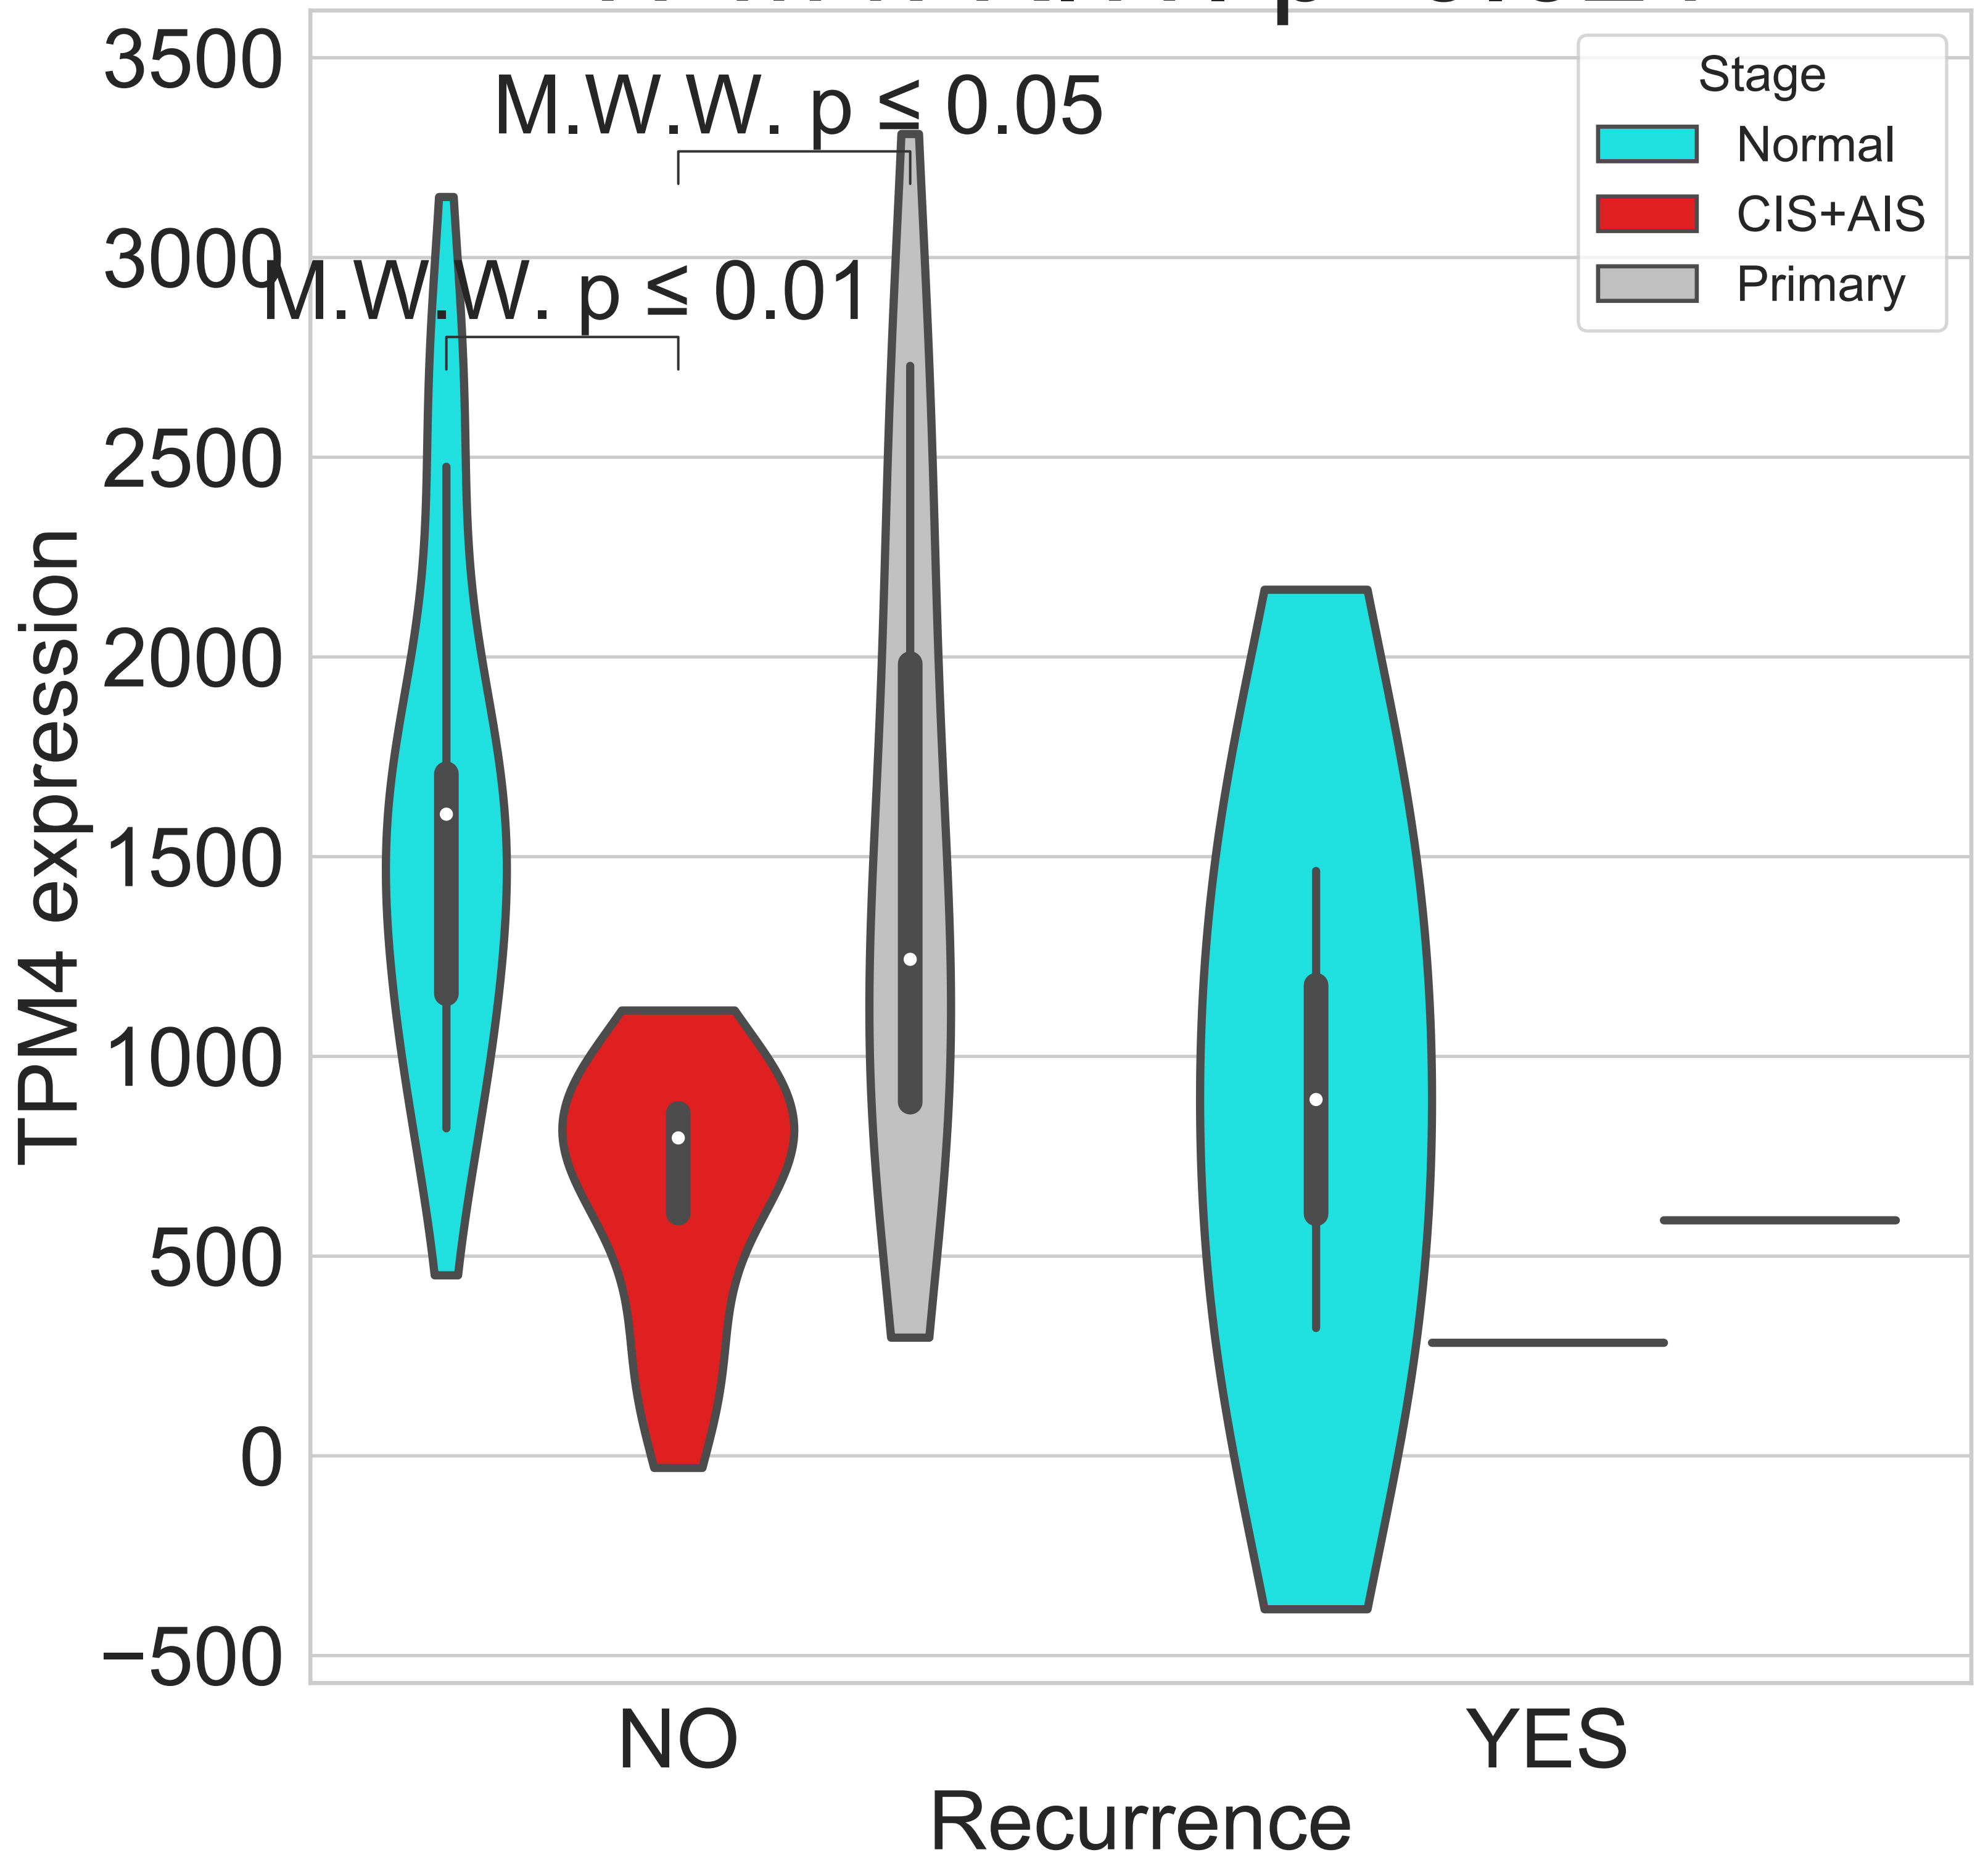 3500
3000
2500
2000
1500
1000
500
0
−500
TPM4 expression
M.W.W. p ≤ 0.05
M.W.W. p ≤ 0.01
Stage
Normal
CIS+AIS
Primary
NO
YES
Recurrence